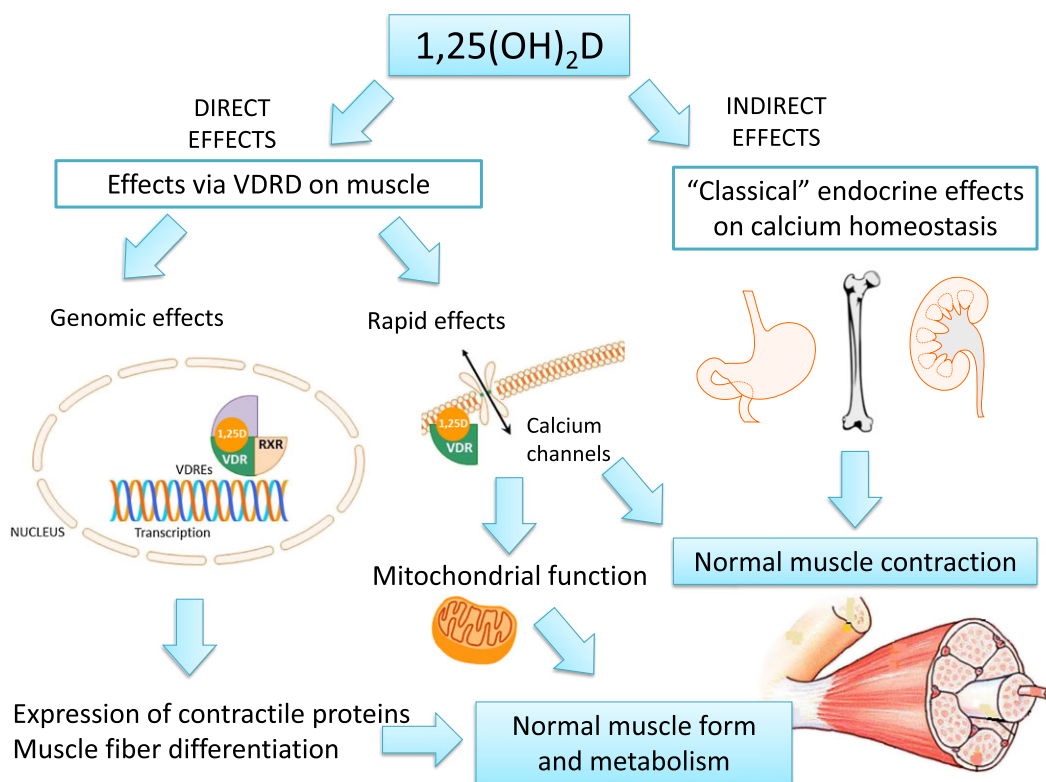 1,25(OH)₂D
DIRECT
EFFECTS
INDIRECT
EFFECTS
Effects via VDRD on muscle
“Classical” endocrine effects
on calcium homeostasis
Genomic effects
Rapid effects
1,25D
VDR
RXR
VDREs
NUCLEUS
Transcription
1,25D
VDR
Calcium
channels
Normal muscle contraction
Mitochondrial function
Expression of contractile proteins
Muscle fiber differentiation
Normal muscle form
and metabolism